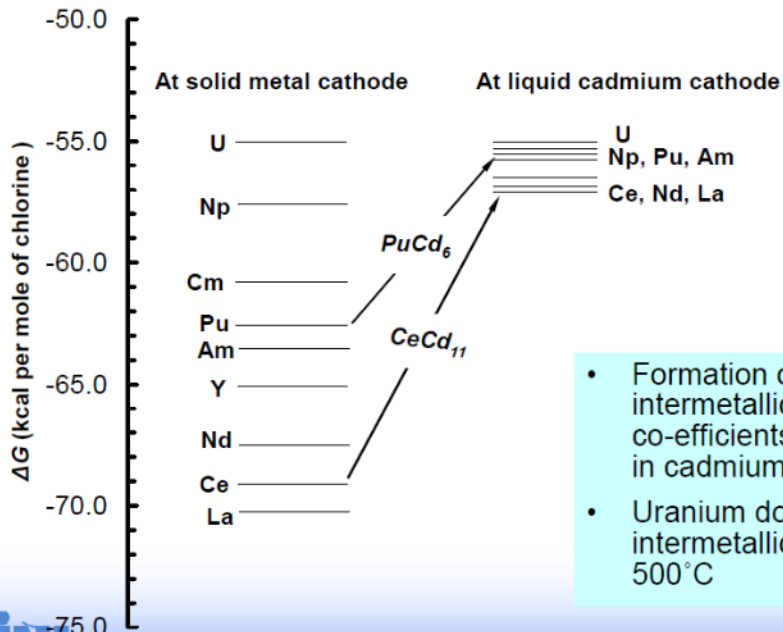 -50.0
-55.0
-60.0
-65.0
-70.0
-75.0
ΔG (kcal per mole of chlorine )
At solid metal cathode
U
Np
Cm
Pu
Am
Y
Nd
Ce
La
PuCd6
CeCd11
At liquid cadmium cathode
U
Np, Pu, Am
Ce, Nd, La
• Formation
intermetallic
co-efficients
in cadmium
• Uranium
intermetallic
500˚C